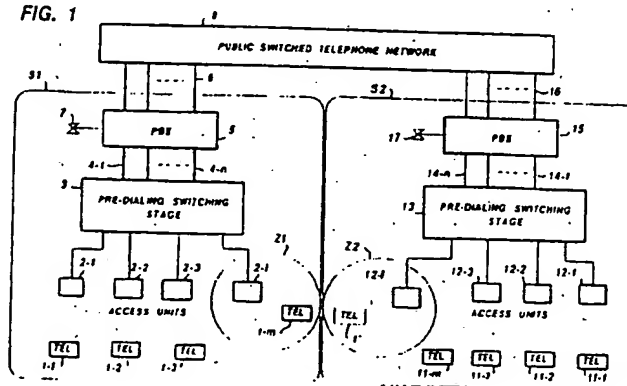 FIG. 1
8
PUBLIC SWITCHED TELEPHONE NETWORK
S1
6
S2
16
7
PBX
5
17
PBX
15
4-1
4-n
14-n
14-1
3
PRE-DIALING SWITCHING STAGE
13
PRE-DIALING SWITCHING STAGE
Z1
Z2
2-1
2-2
2-3
12-3
12-2
12-1
ACCESS UNITS
ACCESS UNITS
TEL
1-m
TEL
TEL
1-1
TEL
1-2
TEL
1-3
TEL
11-m
TEL
11-3
TEL
11-2
TEL
11-1